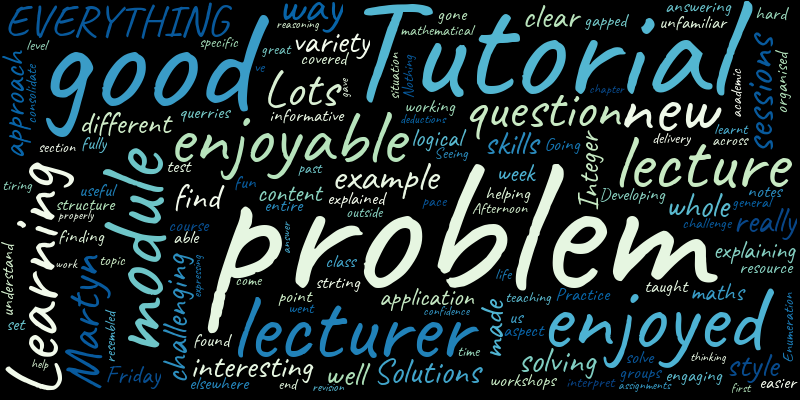 EVERYTHING
way
reasoning
gone
mathematical
clear
gapped
answering
unfamiliar
hard
level
specific
great
variety
covered
situation
Nothing
Tutorial
chapter
academic
sessions
organised
approach
consolidate
good
ve
Lots
gave
informative
working
deductions
question
new
delivery
learnt
across
different
querries
section
fully
enjoyable
logical
Seeing
skills
Going
Integer
lecture
test
past
tiring
Learning
useful
structure
properly
module
find
fun
content
entire
example
explained
outside
pace
week
helping
Afternoon
Developing
whole
notes
general
challenge
really
finding
work
topic
course
able
answer
problem
explaining
resource
understand
Martyn
challenging
expressing
come
class
strting
point
went
application
confidence
life
teaching
Practice
taught
maths
set
help
resembled
Friday
found
lecturer
time
made
us
aspect
enjoyed
Enumeration
interesting
elsewhere
end
well
revision
Solutions
workshops
solving
interpret
solve
groups
assignments
thinking
engaging
style
first
easier